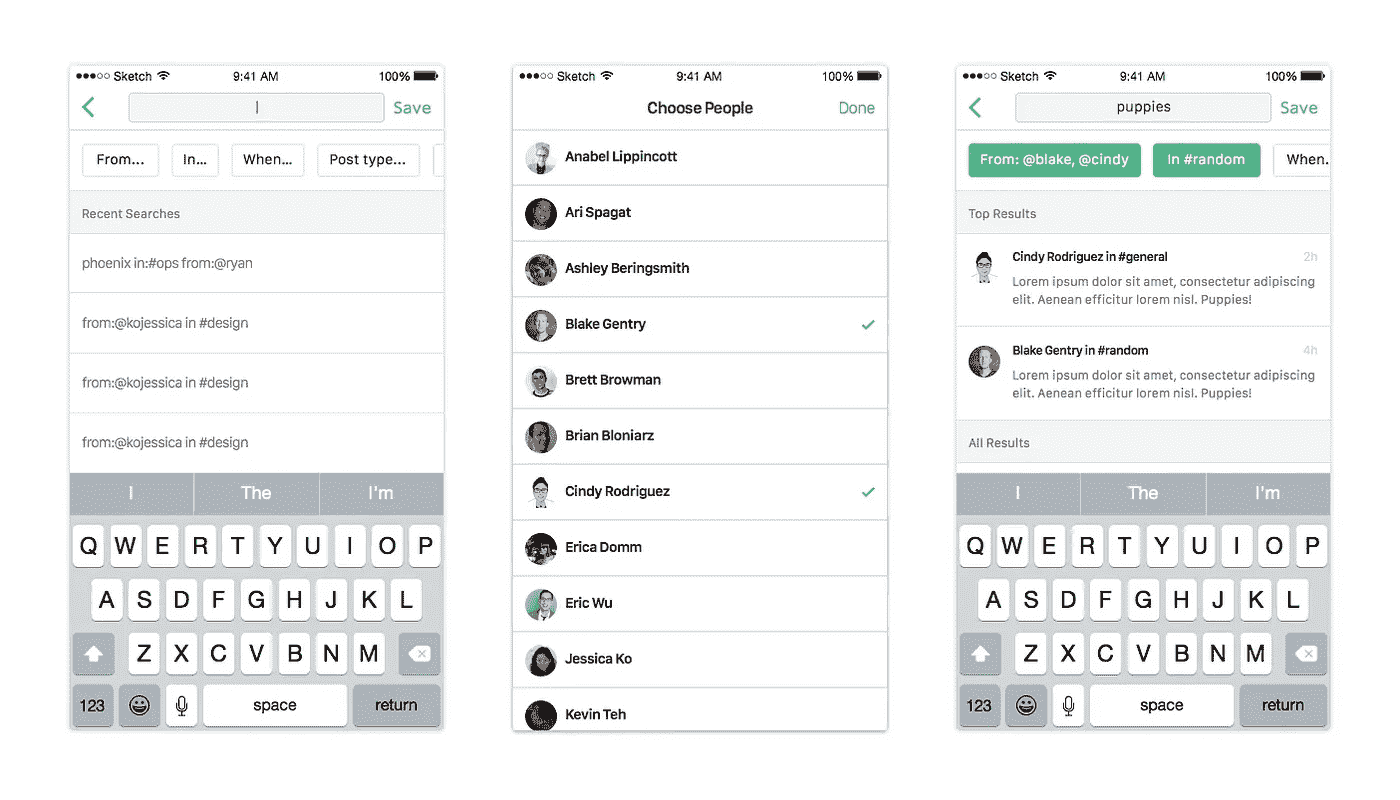 Sketch 9:41 AM 100%
Save
From... In... When... Post type...
Recent Searches
phoenix in:#ops from:@ryan
from:@kojessica in #design
from:@kojessica in #design
from:@kojessica in #design
I The I'm
Q W E R T Y U I O P
A S D F G H J K L
Z X C V B N M
123 space return
Sketch 9:41 AM 100%
Choose People Done
Anabel Lippincott
Ari Spagat
Ashley Beringsmith
Blake Gentry
Brett Browman
Brian Bloniarz
Cindy Rodriguez
Erica Domm
Eric Wu
Jessica Ko
Kevin Teh
Sketch 9:41 AM 100%
puppies Save
From: @blake, @cindy In #random When.
Top Results
Cindy Rodriguez in #general 2h
Lorem ipsum dolor sit amet, consectetur adipiscing
elit. Aenean efficitur lorem nisl. Puppies!
Blake Gentry in #random 4h
Lorem ipsum dolor sit amet, consectetur adipiscing
elit. Aenean efficitur lorem nisl. Puppies!
All Results
I The I'm
Q W E R T Y U I O P
A S D F G H J K L
Z X C V B N M
123 space return